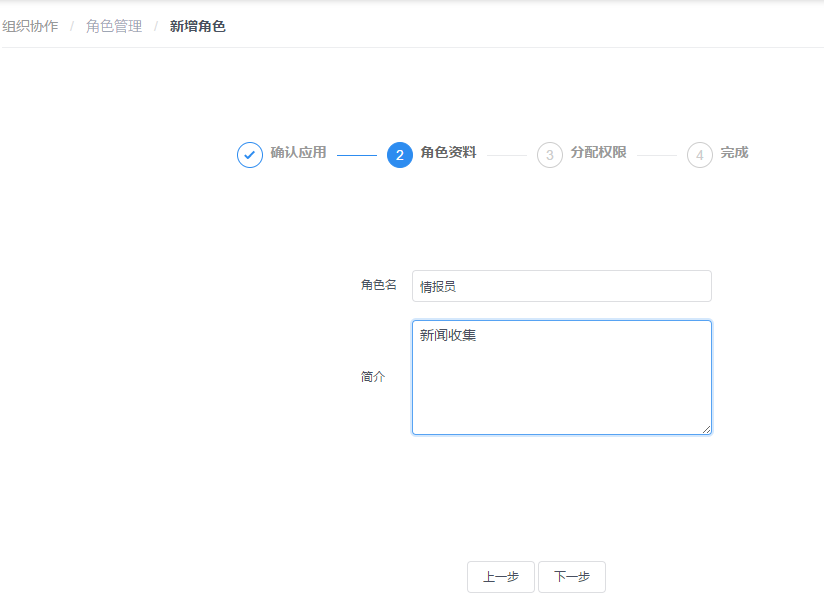 组织协作 / 角色管理 / 新增角色
确认应用 2 角色资料 3 分配权限 4 完成
角色名 情报员
新闻收集
简介
上一步 下一步